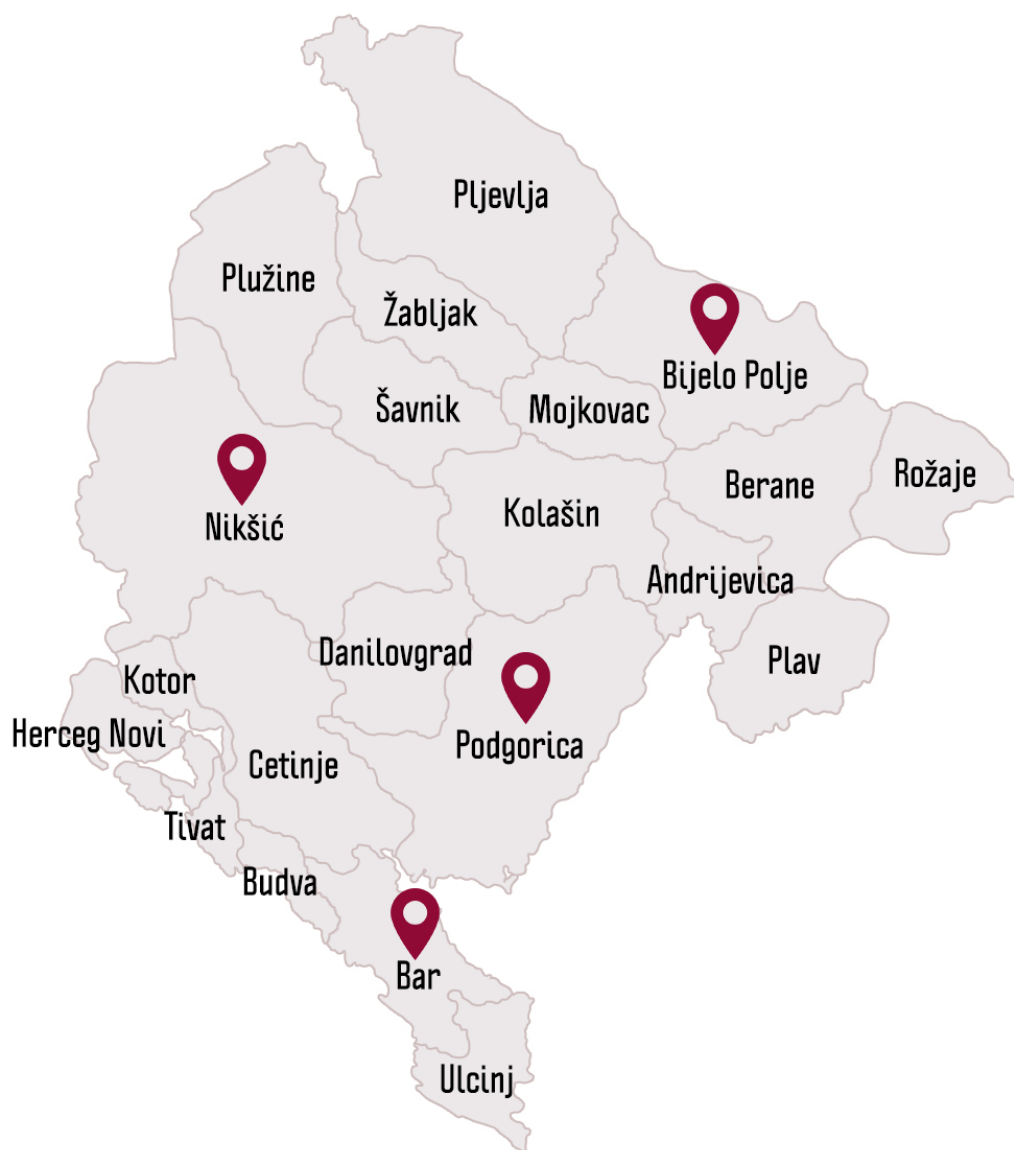 Pljevlja
Plužine
Žabljak
Bijelo Polje
Šavnik
Mojkovac
Rožaje
Berane
Kolašin
Nikšić
Andrijevica
Danilovgrad
Plav
Kotor
Herceg Novi
Podgorica
Cetinje
Tivat
Budva
Bar
Ulcinj